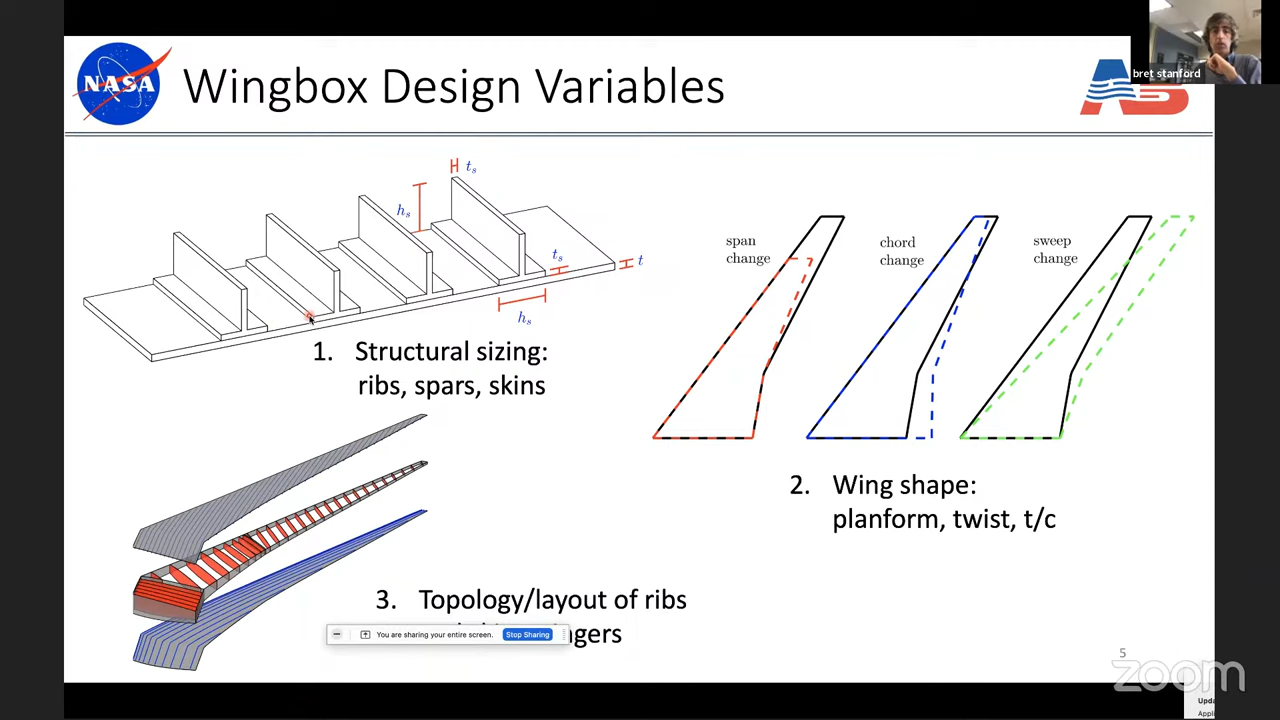 bret stanford
NASA
Wingbox Design Variables
t_s
h_s
t_s
t
h_s
1. Structural sizing:
ribs, spars, skins
span
change
chord
change
sweep
change
2. Wing shape:
planform, twist, t/c
3. Topology/layout of ribs
You are sharing your entire screen.
Stop Sharing
5
zoom